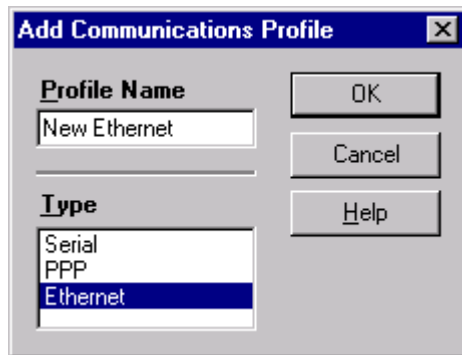 Add Communications Profile
Profile Name
New Ethernet
Type
Serial
PPP
Ethernet
OK
Cancel
Help